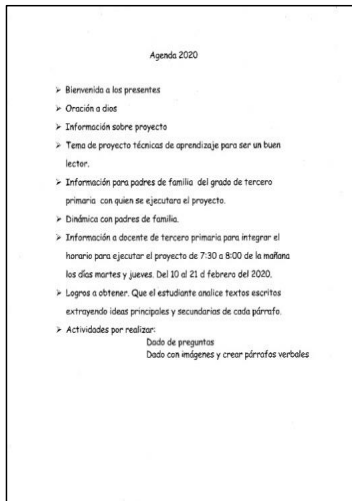 Agenda 2020
➢ Bienvenida a los presentes
➢ Oración a dios
➢ Información sobre proyecto
➢ Tema de proyecto técnicas de aprendizaje para ser un buen
lector.
➢ Información para padres de familia del grado de tercero
primaria con quien se ejecutara el proyecto.
➢ Dinámica con padres de familia.
➢ Información a docente de tercero primaria para integrar el
horario para ejecutar el proyecto de 7:30 a 8:00 de la mañana
los días martes y jueves. Del 10 al 21 d febrero del 2020.
➢ Logros a obtener. Que el estudiante analice textos escritos
extrayendo ideas principales y secundarias de cada párrafo.
➢ Actividades por realizar:
Dado de preguntas
Dado con imágenes y crear párrafos verbales